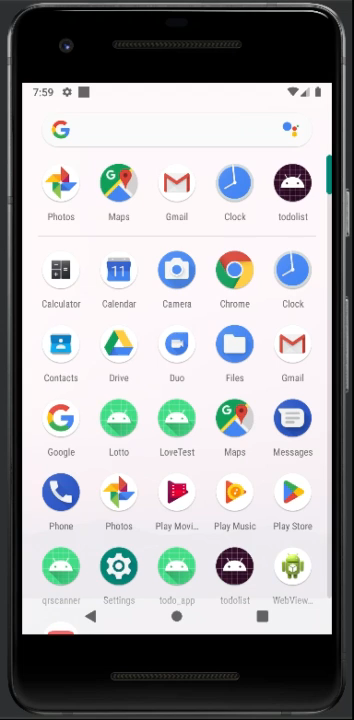 7:59
Photos Maps Gmail Clock todolist
Calculator Calendar Camera Chrome Clock
Contacts Drive Duo Files Gmail
Google Lotto LoveTest Maps Messages
Phone Photos Play Movi... Play Music Play Store
qrscanner Settings todo_app todolist WebView...